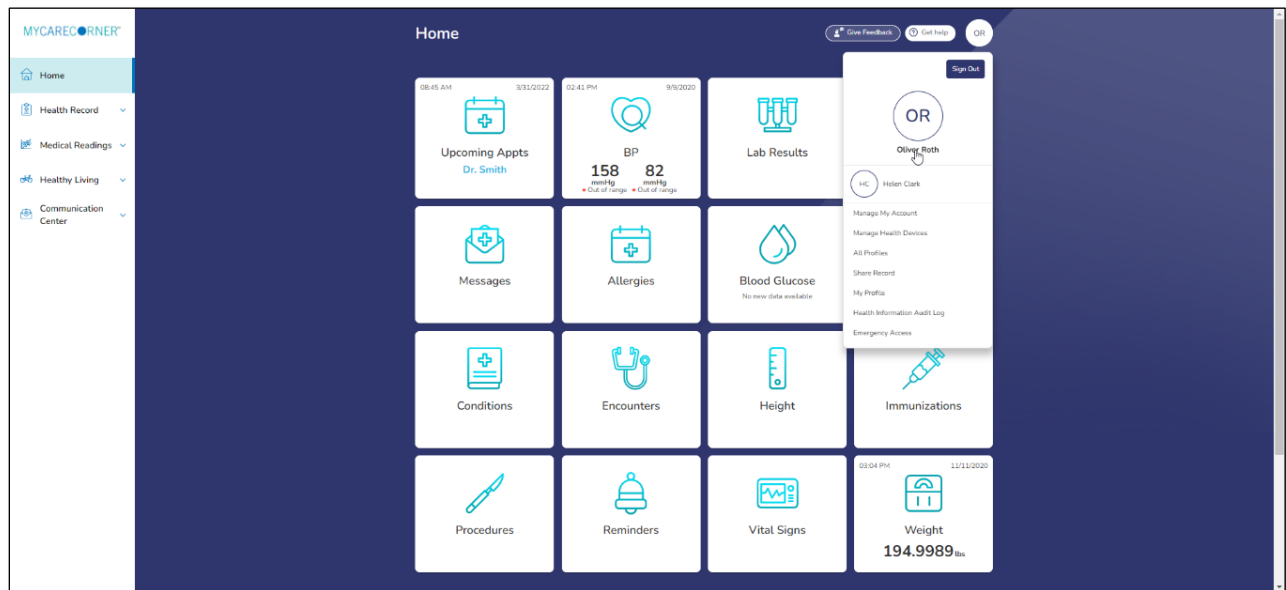 MYCARECORNER
Home
Health Record
Medical Readings
Healthy Living
Communication
Center
Home
Give Feedback
Get help
OR
Sign Out
OR
Oliver Roth
HC
Helen Clark
Manage My Account
Manage Health Devices
All Profiles
Share Record
My Profile
Health Information Audit Log
Emergency Access
08:45 AM 3/31/2022
Upcoming Appts
Dr. Smith
02:41 PM 9/9/2020
BP
158 82
mmHg mmHg
Out of range Out of range
Lab Results
Messages
Allergies
Blood Glucose
No new data available
Conditions
Encounters
Height
Immunizations
Procedures
Reminders
Vital Signs
03:04 PM 11/11/2020
Weight
194.9989 lbs